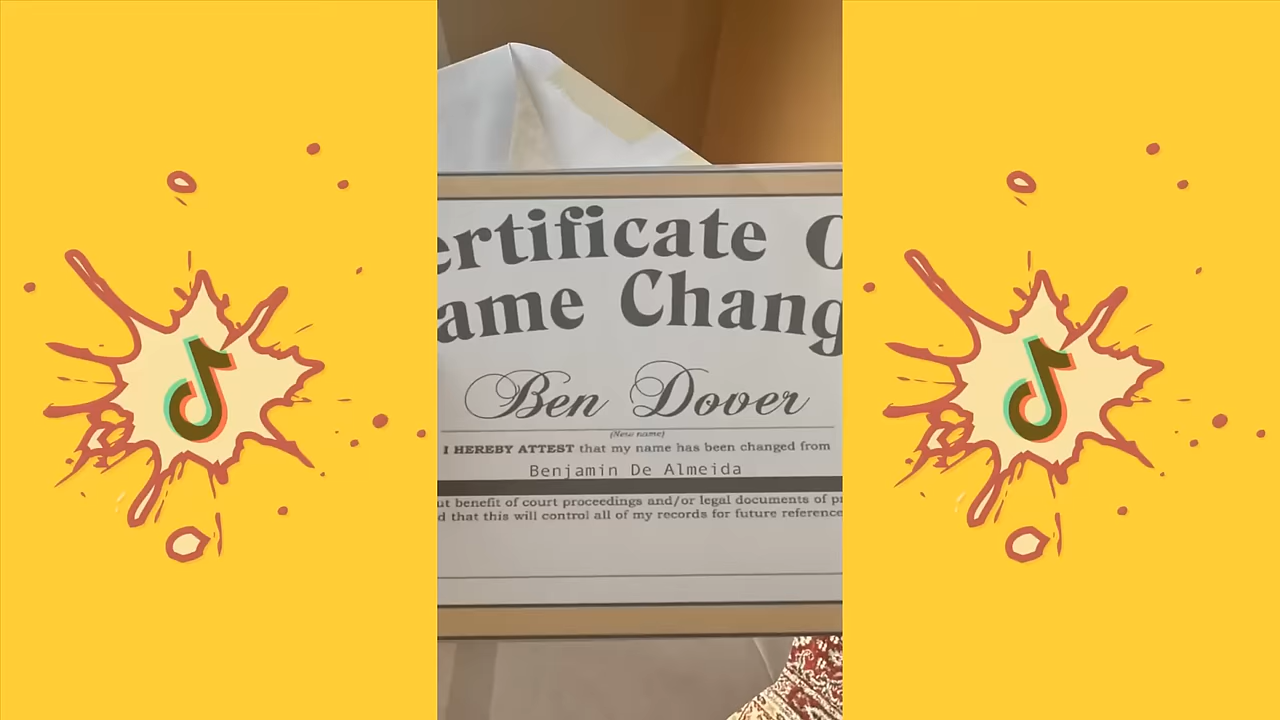 ertificate O
ame Chang
Ben Dover
(New name)
I HEREBY ATTEST that my name has been changed from
Benjamin De Almeida
ut benefit of court proceedings and/or legal documents of p
d that this will control all of my records for future reference